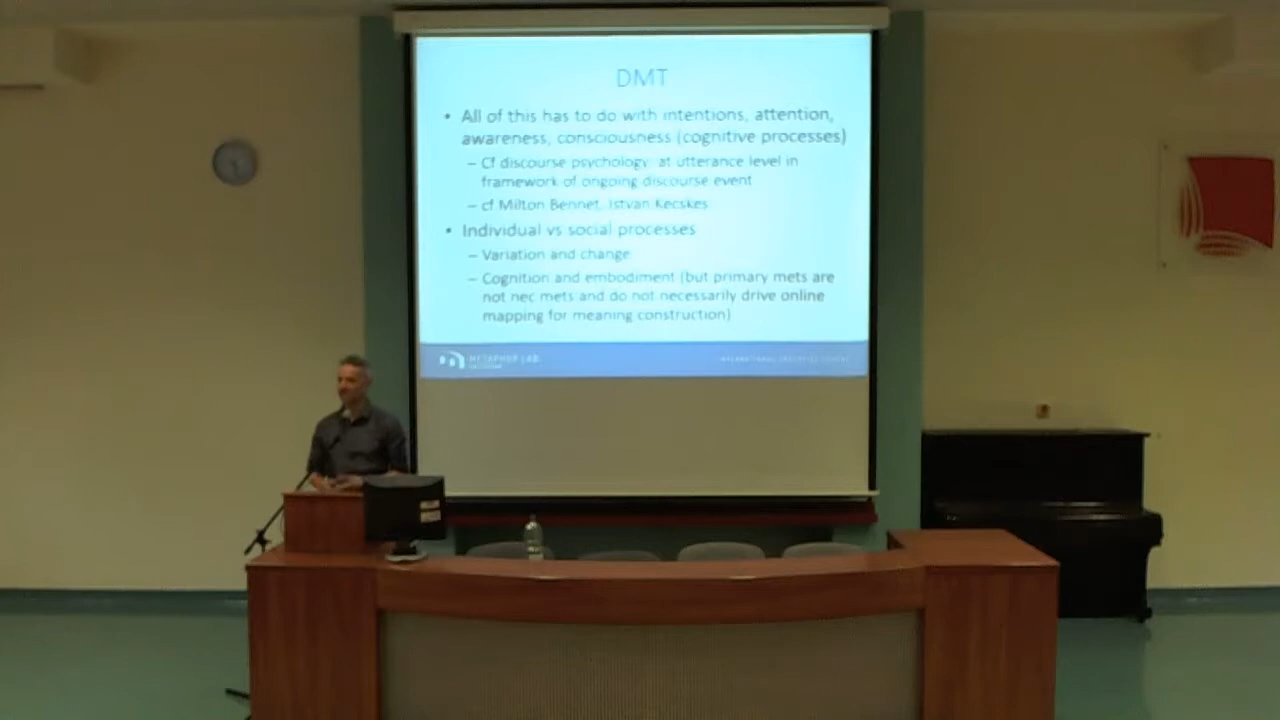 DMT
• All of this has to do with intentions, attention,
awareness, consciousness (cognitive processes)
– Cf discourse psychology: at utterance level in
framework of ongoing discourse event
– cf Milton Bennet, Istvan Kecskes
• Individual vs social processes
– Variation and change
– Cognition and embodiment (but primary mets are
not nec mets and do not necessarily drive online
mapping for meaning construction)
METAPHOR LAB